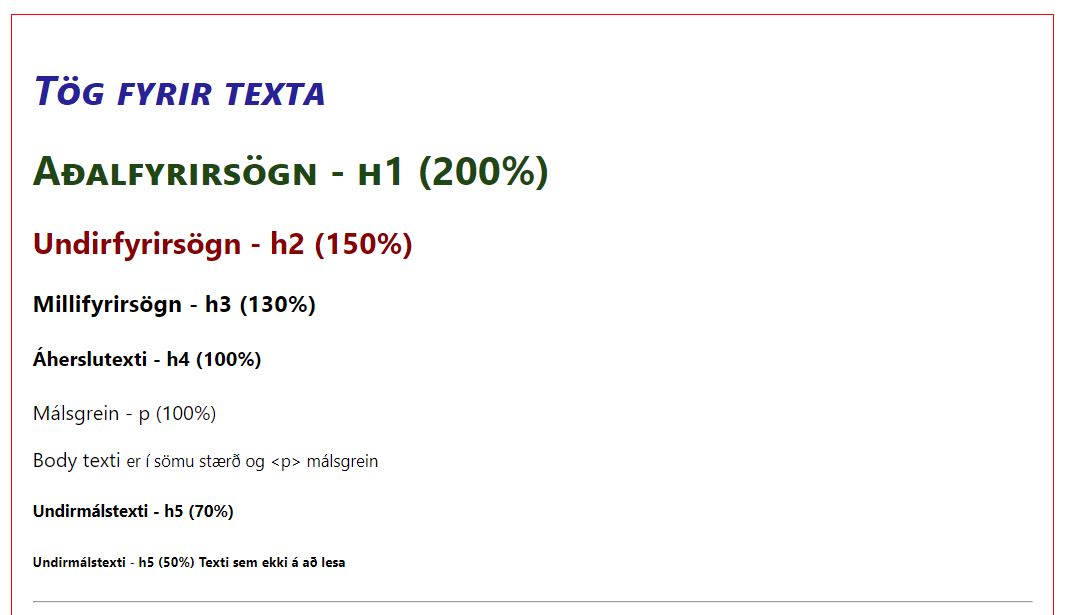 Tög fyrir texta
Aðalfyrirsögn - h1 (200%)
Undirfyrirsögn - h2 (150%)
Millifyrirsögn - h3 (130%)
Áherslutexti - h4 (100%)
Málsgrein - p (100%)
Body texti er í sömu stærð og <p> málsgrein
Undirmálstexti - h5 (70%)
Undirmálstexti - h5 (50%) Texti sem ekki á að lesa